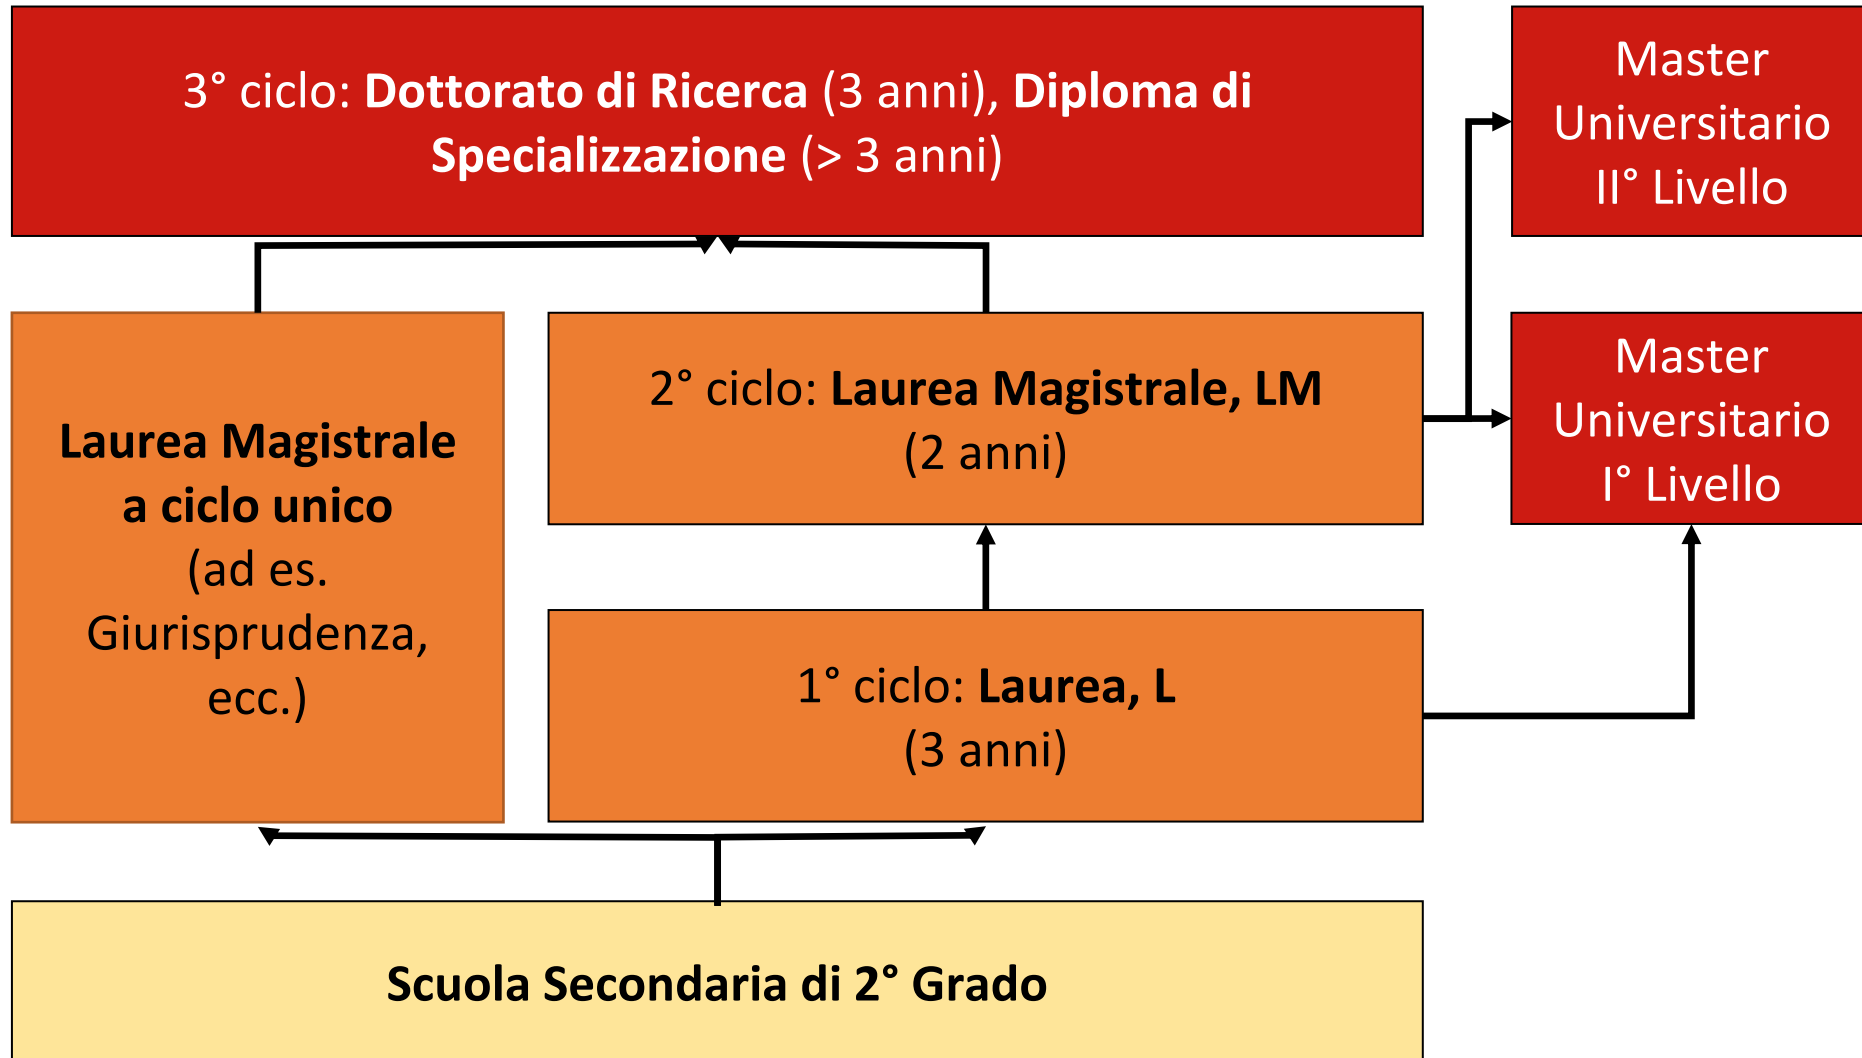 3° ciclo: Dottorato di Ricerca (3 anni), Diploma di
Specializzazione (> 3 anni)
Master
Universitario
II° Livello
Laurea Magistrale
a ciclo unico
(ad es.
Giurisprudenza,
ecc.)
2° ciclo: Laurea Magistrale, LM
(2 anni)
Master
Universitario
I° Livello
1° ciclo: Laurea, L
(3 anni)
Scuola Secondaria di 2° Grado